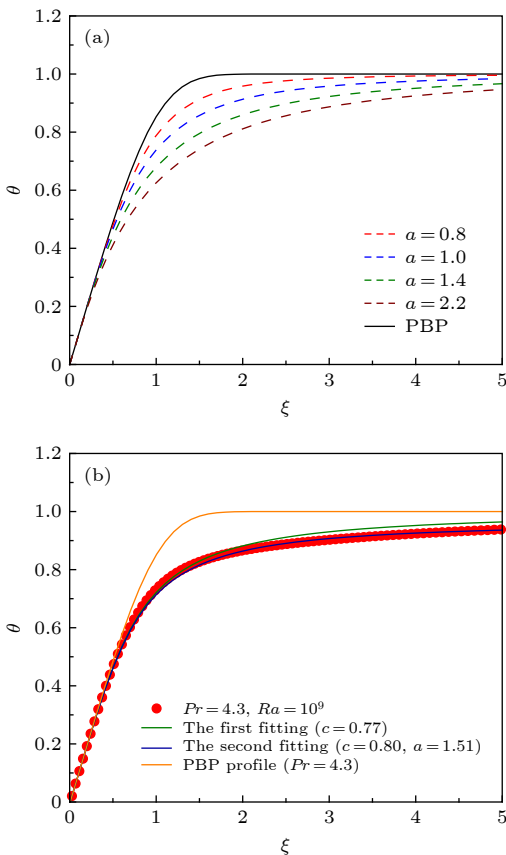 (a)
1.2
1.0
0.8
0.6
0.4
0.2
0
θ
a=0.8
a=1.0
a=1.4
a=2.2
PBP
0 1 2 3 4 5
ξ
(b)
1.2
1.0
0.8
0.6
0.4
0.2
0
θ
Pr=4.3, Ra=10⁹
The first fitting (c=0.77)
The second fitting (c=0.80, a=1.51)
PBP profile (Pr=4.3)
0 1 2 3 4 5
ξ